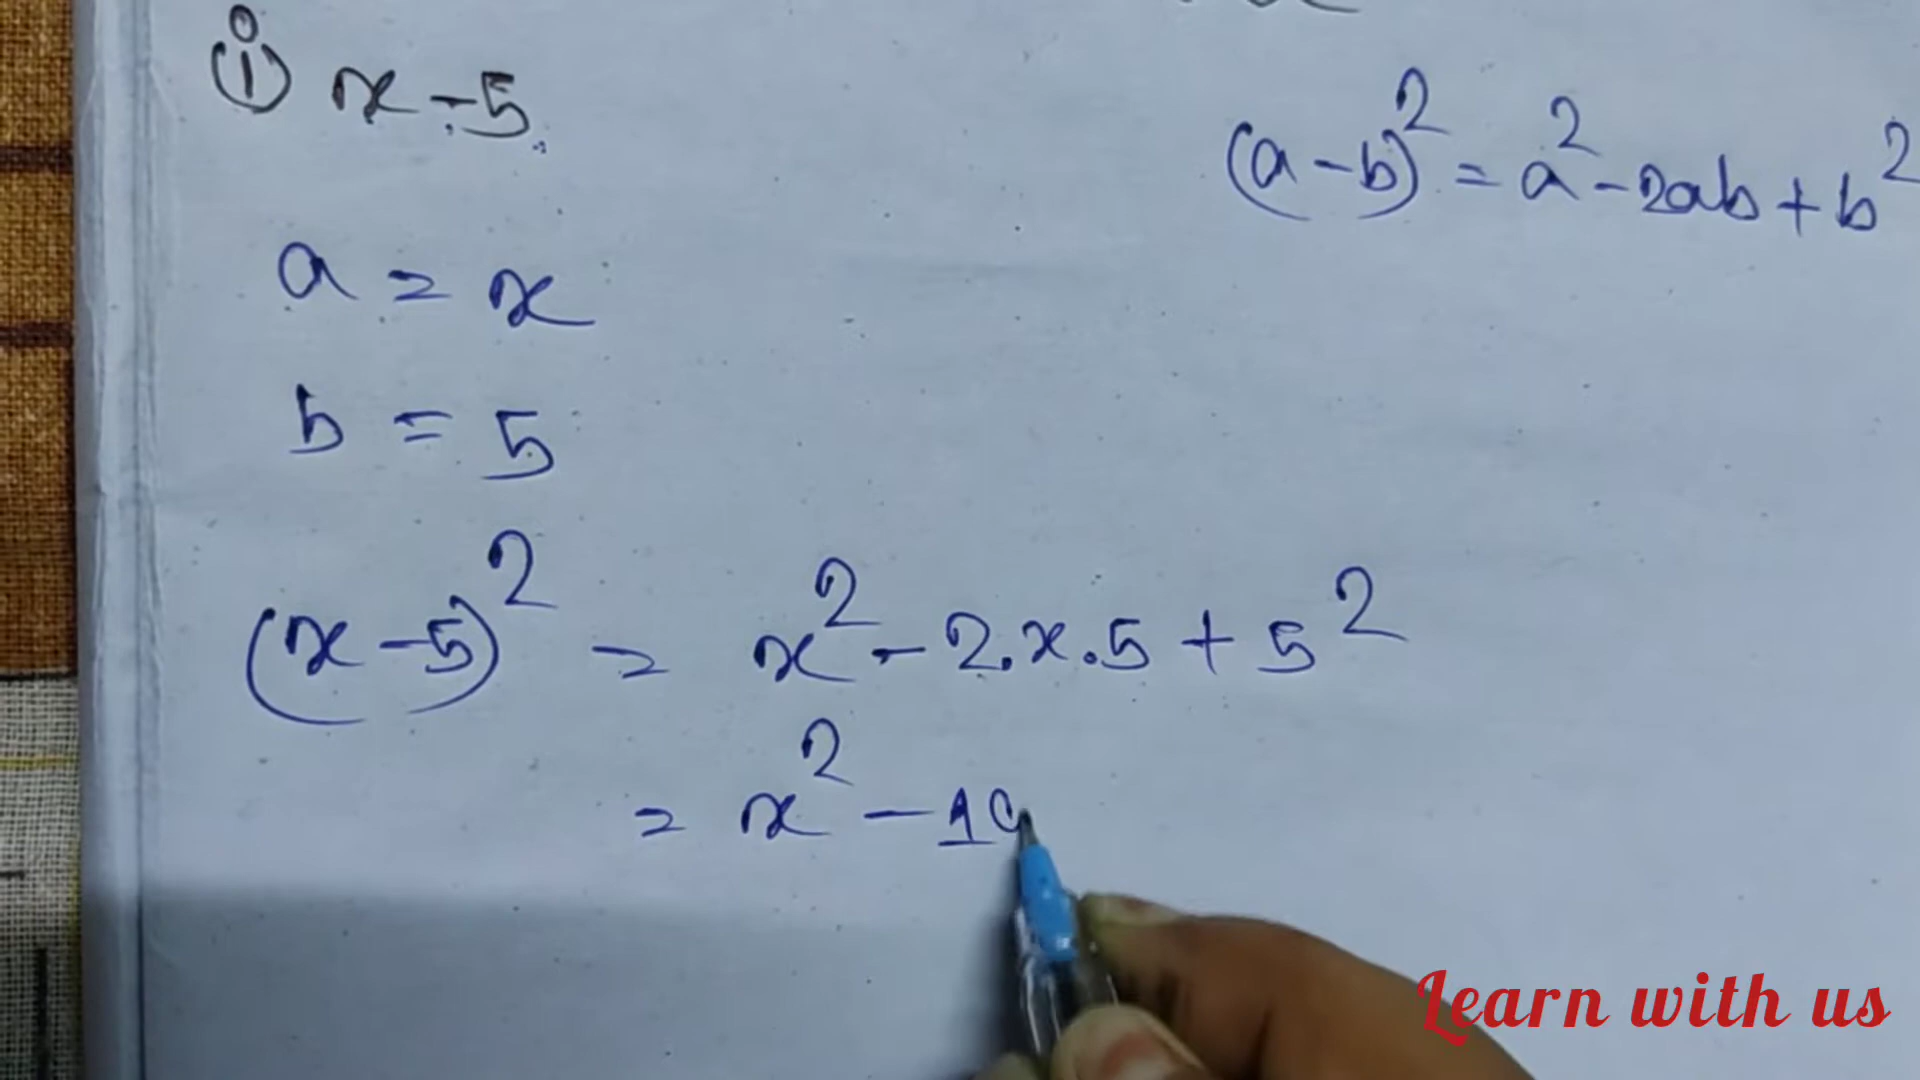 (i) x - 5
(a - b)² = a² - 2ab + b²
a = x
b = 5
(x - 5)² = x² - 2.x.5 + 5²
= x² - 10
Learn with us